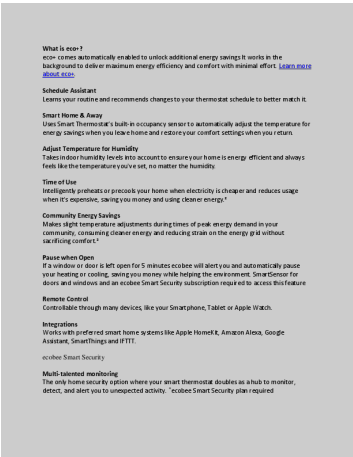 What is eco+?
eco+ comes automatically enabled to unlock additional energy savings It works in the
background to deliver maximum energy efficiency and comfort with minimal effort. Learn more
about eco+.
Schedule Assistant
Learns your routine and recommends changes to your thermostat schedule to better match it.
Smart Home & Away
Uses Smart Thermostat's built-in occupancy sensor to automatically adjust the temperature for
energy savings when you leave home and restore your comfort settings when you return.
Adjust Temperature for Humidity
Takes indoor humidity levels into account to ensure your home is energy efficient and always
feels like the temperature you've set, no matter the humidity.
Time of Use
Intelligently preheats or precools your home when electricity is cheaper and reduces usage
when it's expensive, saving you money and using cleaner energy.
Community Energy Savings
Makes slight temperature adjustments during times of peak energy demand in your
community, consuming cleaner energy and reducing strain on the energy grid without
sacrificing comfort.
Pause when Open
If a window or door is left open for 5 minutes ecobee will alert you and automatically pause
your heating or cooling, saving you money while helping the environment. SmartSensor for
doors and windows and an ecobee Smart Security subscription required to access this feature
Remote Control
Controllable through many devices, like your Smartphone, Tablet or Apple Watch.
Integrations
Works with preferred smart home systems like Apple HomeKit, Amazon Alexa, Google
Assistant, SmartThings and IFTTT.
ecobee Smart Security
Multi-talented monitoring
The only home security option where your smart thermostat doubles as a hub to monitor,
detect, and alert you to unexpected activity. ecobee Smart Security plan required